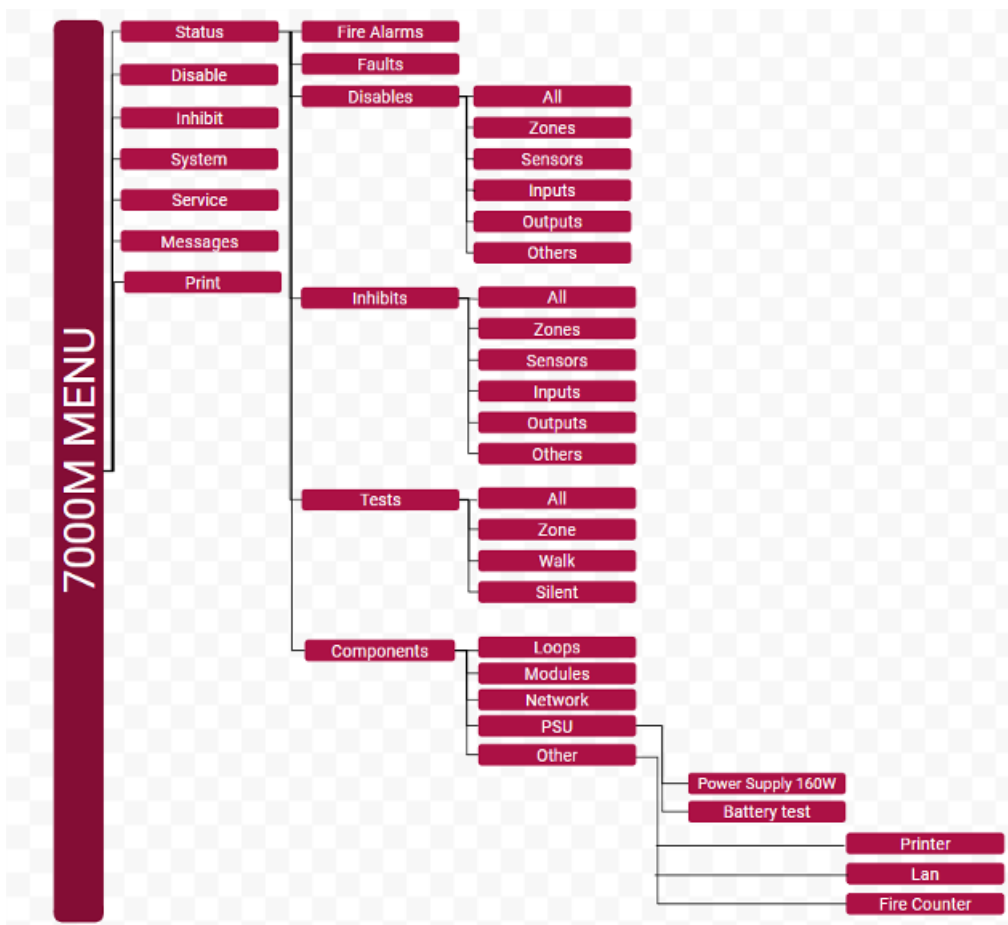 7000M MENU
Status
Disable
Inhibit
System
Service
Messages
Print
Fire Alarms
Faults
Disables
All
Zones
Sensors
Inputs
Outputs
Others
Inhibits
All
Zones
Sensors
Inputs
Outputs
Others
Tests
All
Zone
Walk
Silent
Components
Loops
Modules
Network
PSU
Other
Power Supply 160W
Battery test
Printer
Lan
Fire Counter